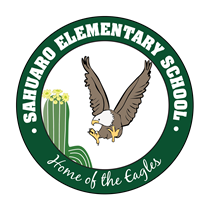 • SAHUARO ELEMENTARY SCHOOL •
Home of the Eagles